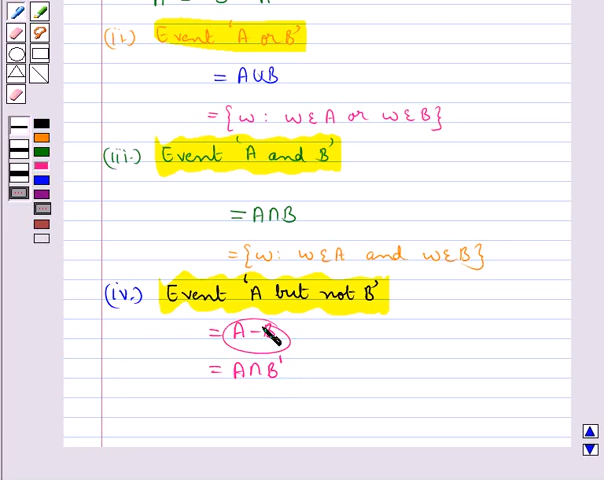 (ii.) Event 'A or B'
= A∪B
= {w : w ε A or w ε B}
(iii.) Event 'A and B'
= A∩B
= {w : w ε A and w ε B}
(iv.) Event 'A but not B'
= A - B
= A∩B'